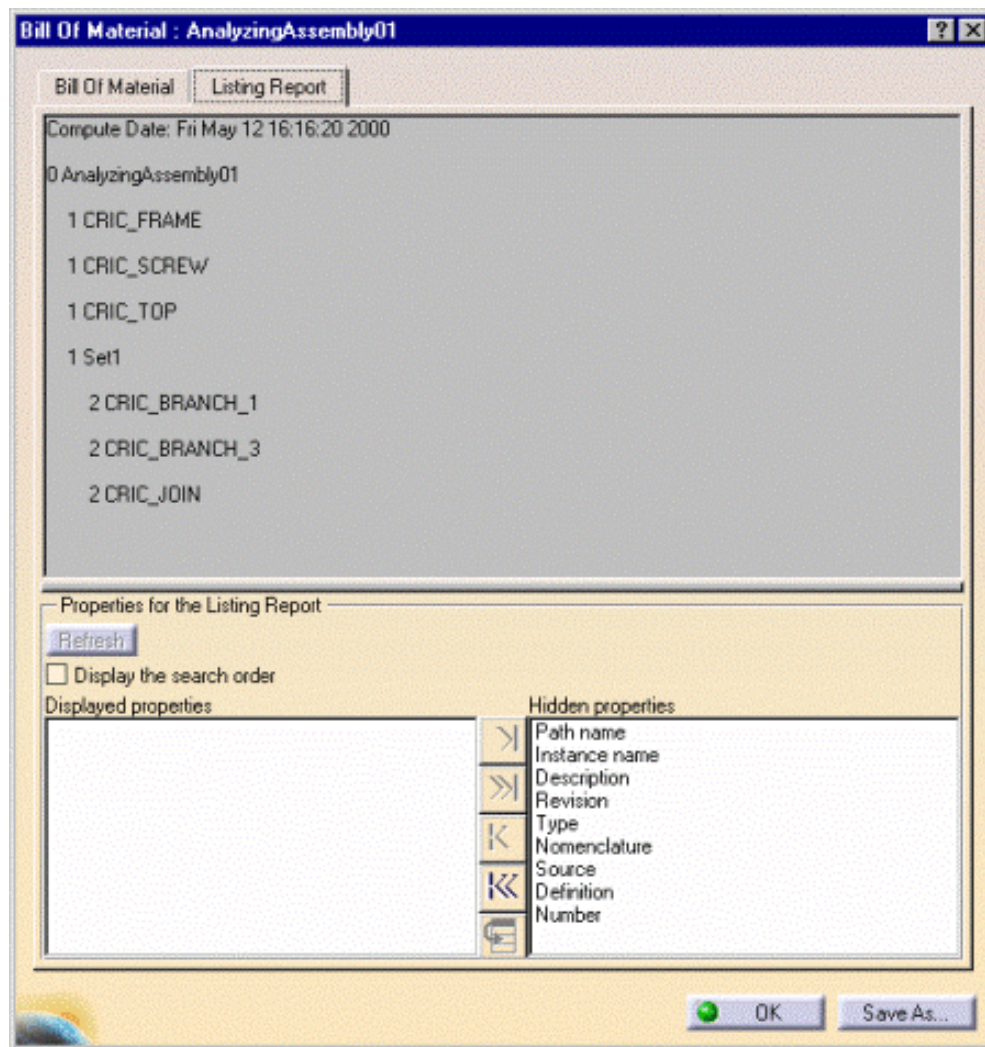 Bill Of Material : AnalyzingAssembly01
Bill Of Material Listing Report
Compute Date: Fri May 12 16:16:20 2000
0 AnalyzingAssembly01
1 CRIC_FRAME
1 CRIC_SCREW
1 CRIC_TOP
1 Set1
2 CRIC_BRANCH_1
2 CRIC_BRANCH_3
2 CRIC_JOIN
Properties for the Listing Report
Refresh
Display the search order
Displayed properties
Hidden properties
Path name
Instance name
Description
Revision
Type
Nomenclature
Source
Definition
Number
OK Save As...